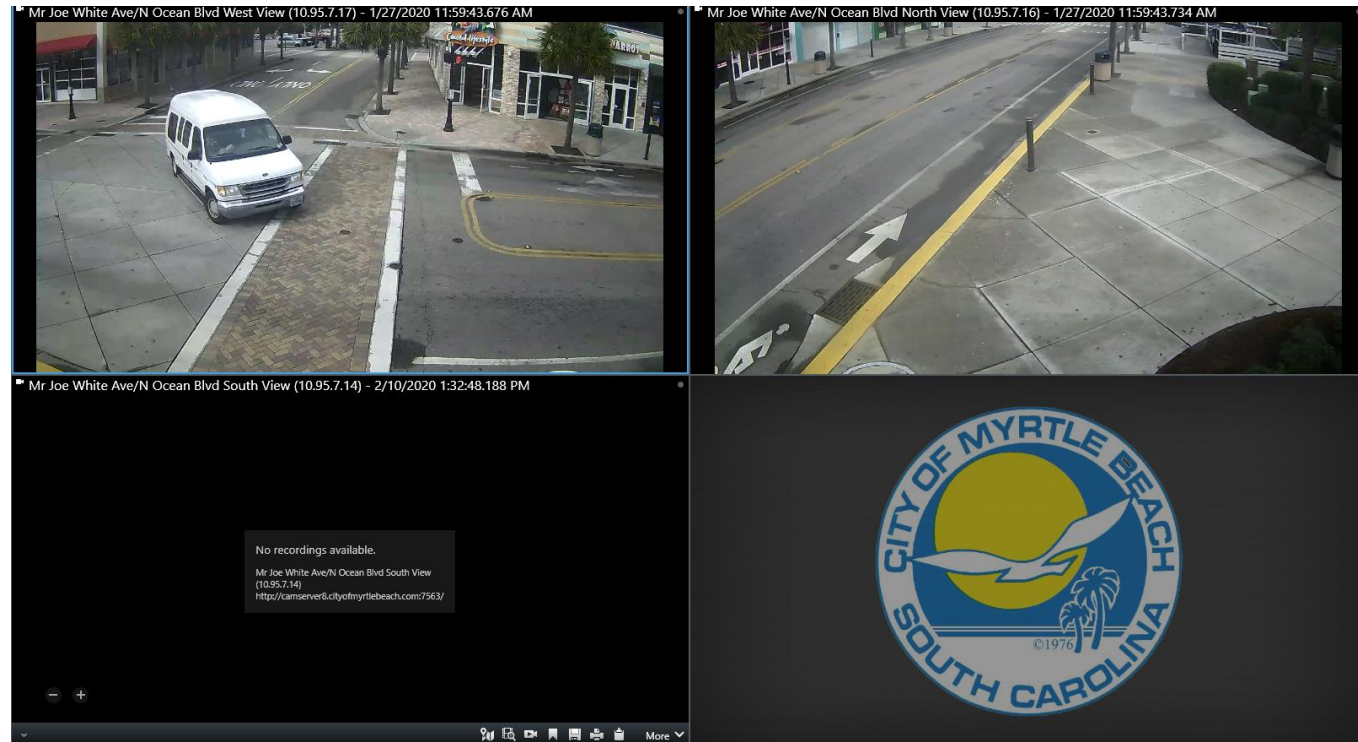 Mr Joe White Ave/N Ocean Blvd West View (10.95.7.17) - 1/27/2020 11:59:43.676 AM
Mr Joe White Ave/N Ocean Blvd North View (10.95.7.16) - 1/27/2020 11:59:43.734 AM
ONLY
ONLY
Mr Joe White Ave/N Ocean Blvd South View (10.95.7.14) - 2/10/2020 1:32:48.188 PM
No recordings available.
Mr Joe White Ave/N Ocean Blvd South View
(10.95.7.14)
http://camserver8.cityofmyrtlebeach.com:7563/
CITY OF MYRTLE BEACH
©1976
SOUTH CAROLINA
More